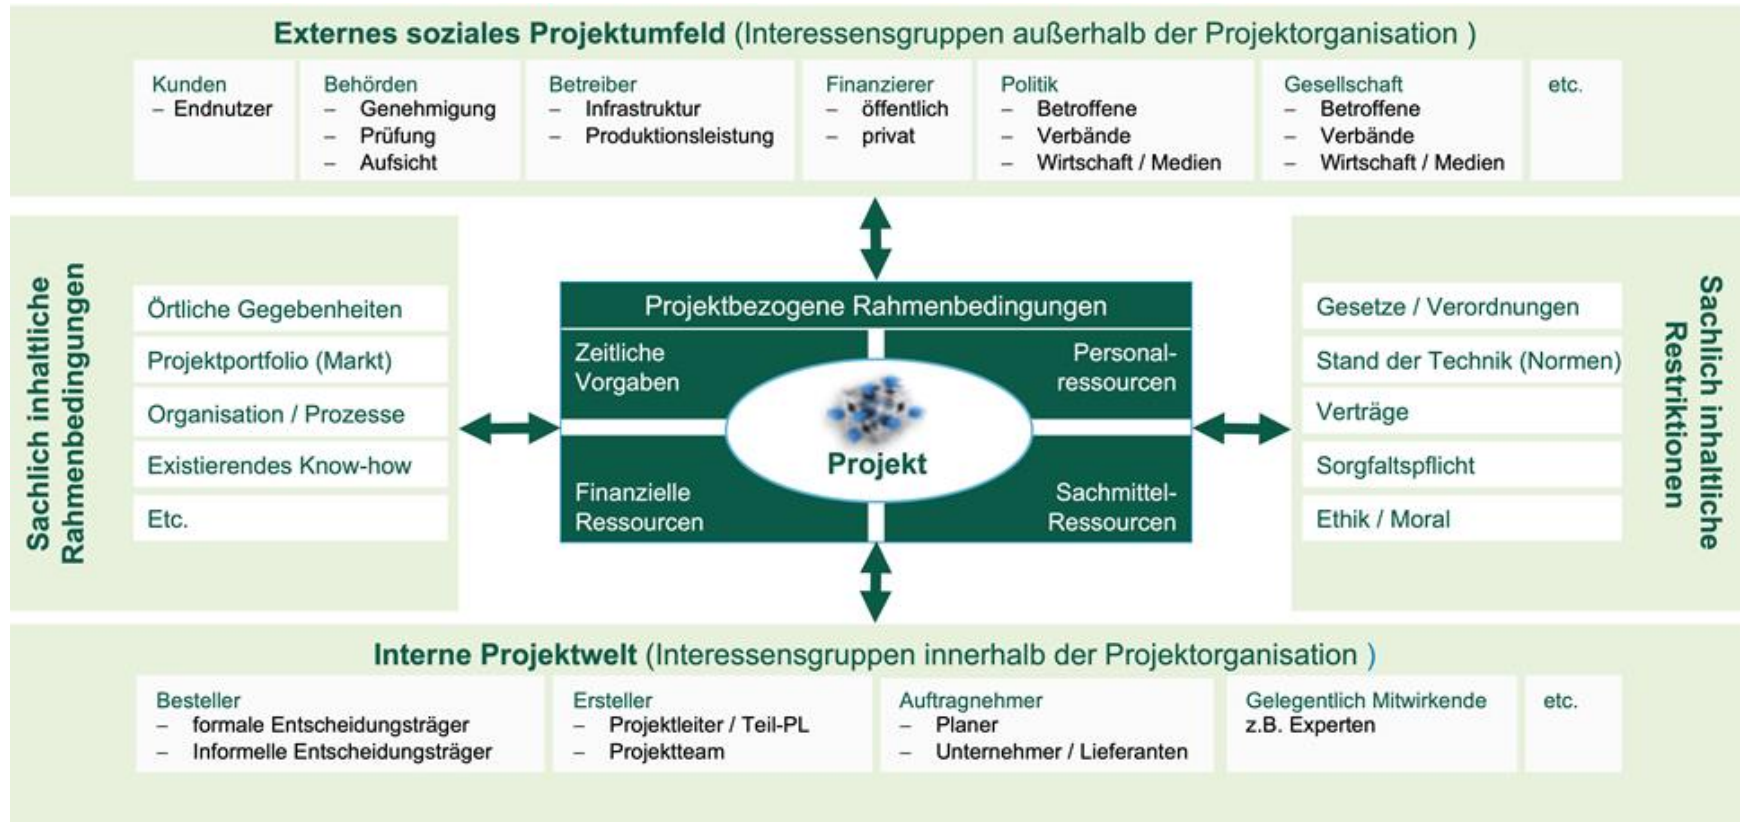 Externes soziales Projektumfeld (Interessensgruppen außerhalb der Projektorganisation )
Kunden
– Endnutzer
Behörden
– Genehmigung
– Prüfung
– Aufsicht
Betreiber
– Infrastruktur
– Produktionsleistung
Finanzierer
– öffentlich
– privat
Politik
– Betroffene
– Verbände
– Wirtschaft / Medien
Gesellschaft
– Betroffene
– Verbände
– Wirtschaft / Medien
etc.
Sachlich inhaltliche
Rahmenbedingungen
Örtliche Gegebenheiten
Projektportfolio (Markt)
Organisation / Prozesse
Existierendes Know-how
Etc.
Projektbezogene Rahmenbedingungen
Zeitliche
Vorgaben
Personal-
ressourcen
Projekt
Finanzielle
Ressourcen
Sachmittel-
Ressourcen
Gesetze / Verordnungen
Stand der Technik (Normen)
Verträge
Sorgfaltspflicht
Ethik / Moral
Sachlich inhaltliche
Restriktionen
Interne Projektwelt (Interessensgruppen innerhalb der Projektorganisation )
Besteller
– formale Entscheidungsträger
– Informelle Entscheidungsträger
Ersteller
– Projektleiter / Teil-PL
– Projektteam
Auftragnehmer
– Planer
– Unternehmer / Lieferanten
Gelegentlich Mitwirkende
z.B. Experten
etc.